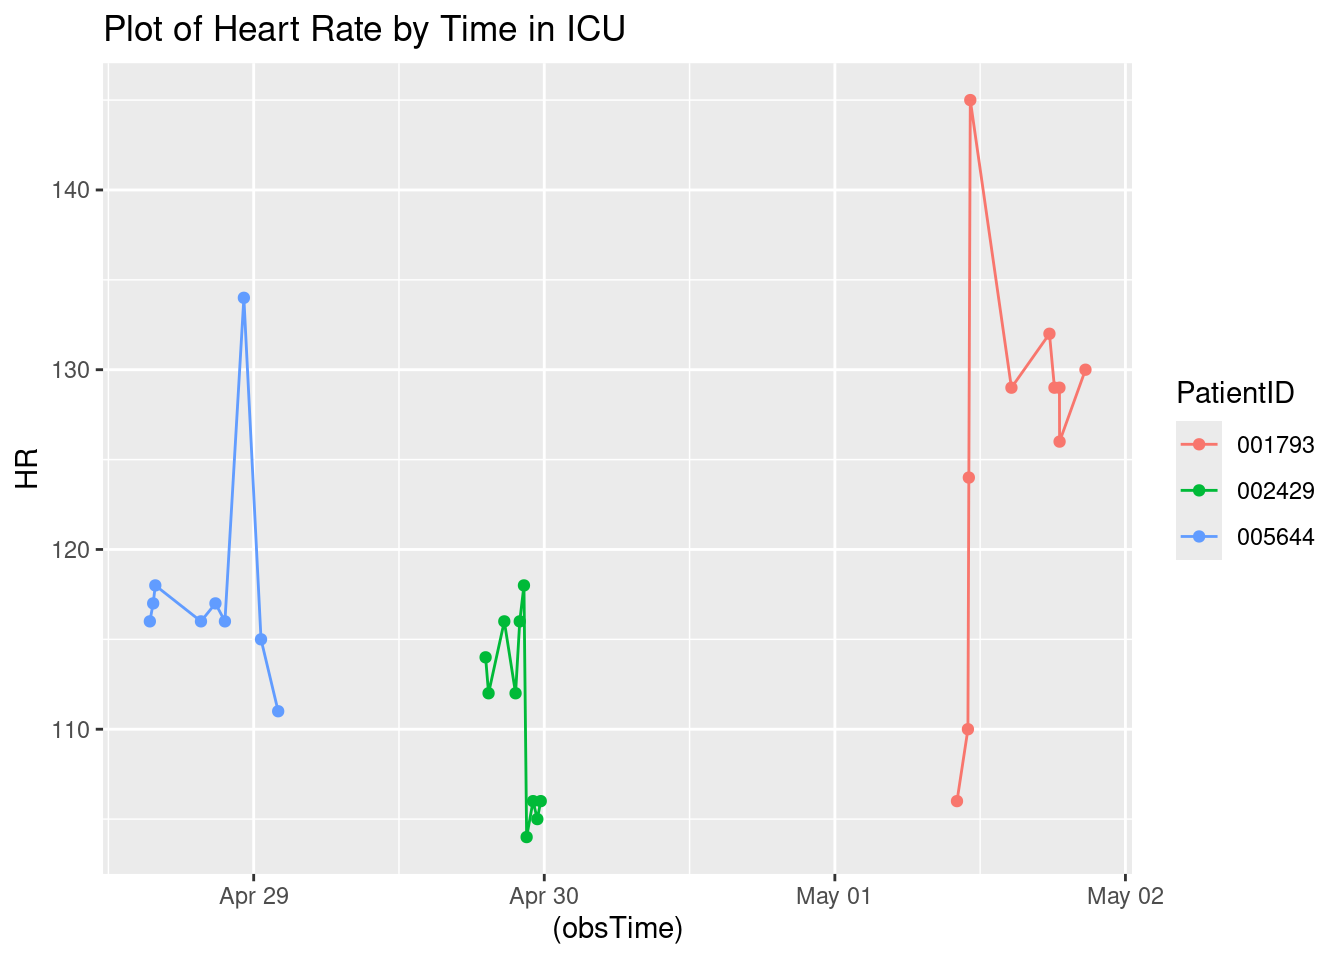 Plot of Heart Rate by Time in ICU
140
130
120
110
HR
Apr 29
Apr 30
May 01
May 02
(obsTime)
PatientID
001793
002429
005644